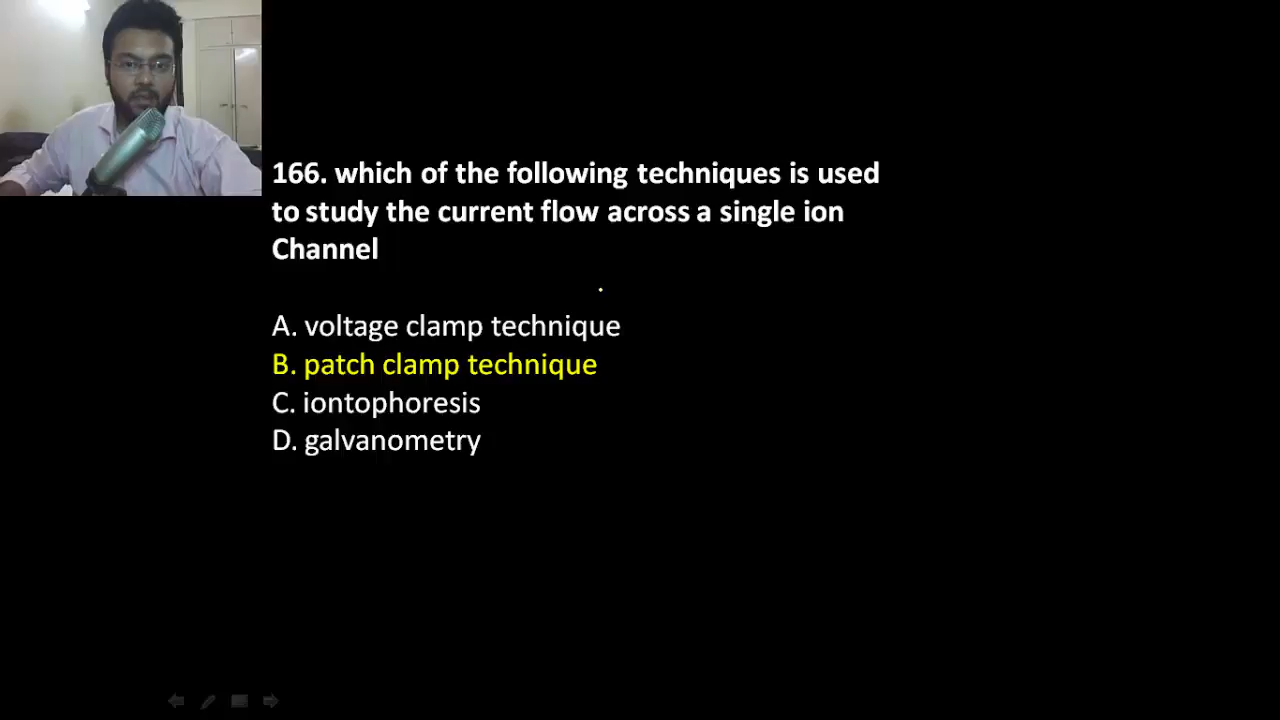 166. which of the following techniques is used
to study the current flow across a single ion
Channel
A. voltage clamp technique
B. patch clamp technique
C. iontophoresis
D. galvanometry